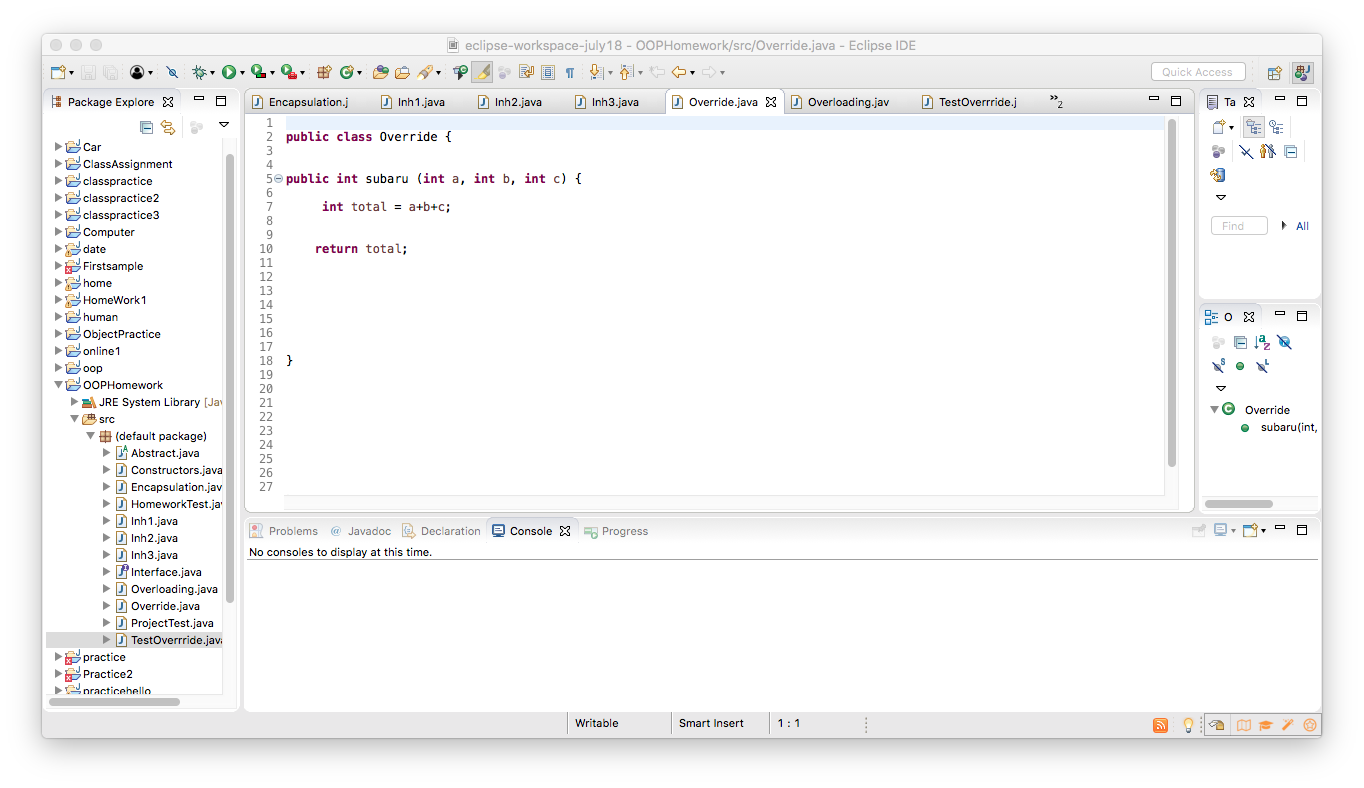 eclipse-workspace-july18 - OOPHomework/src/Override.java - Eclipse IDE
Quick Access
Package Explore
Car
ClassAssignment
classpractice
classpractice2
classpractice3
Computer
date
Firstsample
home
HomeWork1
human
ObjectPractice
online1
oop
OOPHomework
JRE System Library [Jav
src
(default package)
Abstract.java
Constructors.java
Encapsulation.jav
HomeworkTest.jav
Inh1.java
Inh2.java
Inh3.java
Interface.java
Overloading.java
Override.java
ProjectTest.java
TestOverrride.java
practice
Practice2
practicehello
Encapsulation.j Inh1.java Inh2.java Inh3.java Override.java Overloading.jav TestOverrride.j »2
1
2 public class Override {
3
4
5 public int subaru (int a, int b, int c) {
6
7 int total = a+b+c;
8
9
10 return total;
11
12
13
14
15
16
17
18 }
19
20
21
22
23
24
25
26
27
Ta
Find All
O
Override
subaru(int,
Problems @ Javadoc Declaration Console Progress
No consoles to display at this time.
Writable Smart Insert 1 : 1